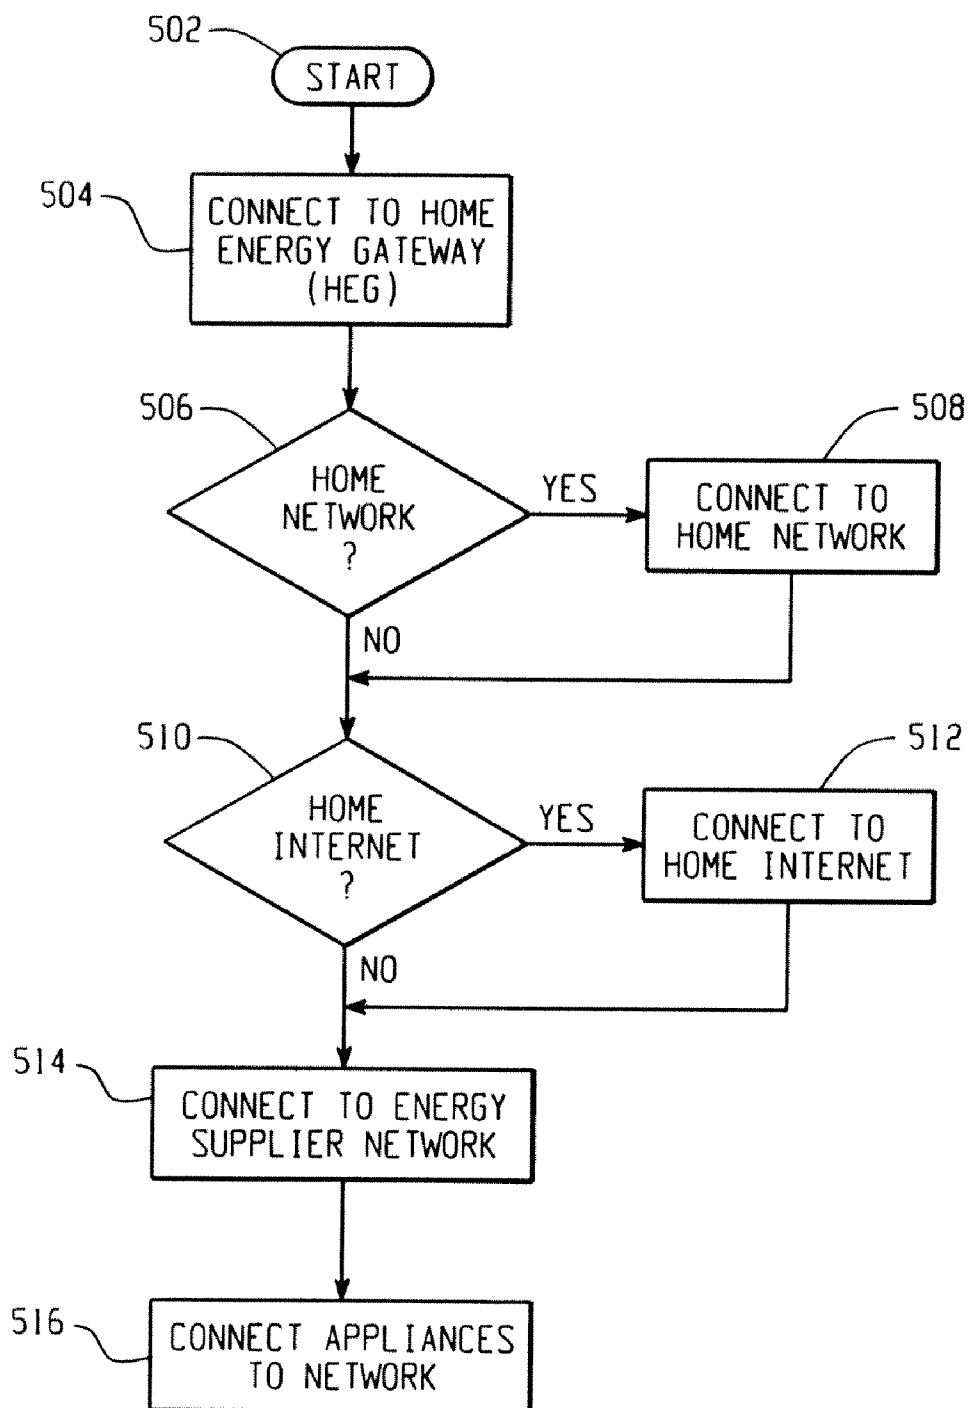 502
START
504
CONNECT TO HOME
ENERGY GATEWAY
(HEG)
506
HOME
NETWORK
?
YES
508
CONNECT TO
HOME NETWORK
NO
510
HOME
INTERNET
?
YES
512
CONNECT TO
HOME INTERNET
NO
514
CONNECT TO ENERGY
SUPPLIER NETWORK
516
CONNECT APPLIANCES
TO NETWORK